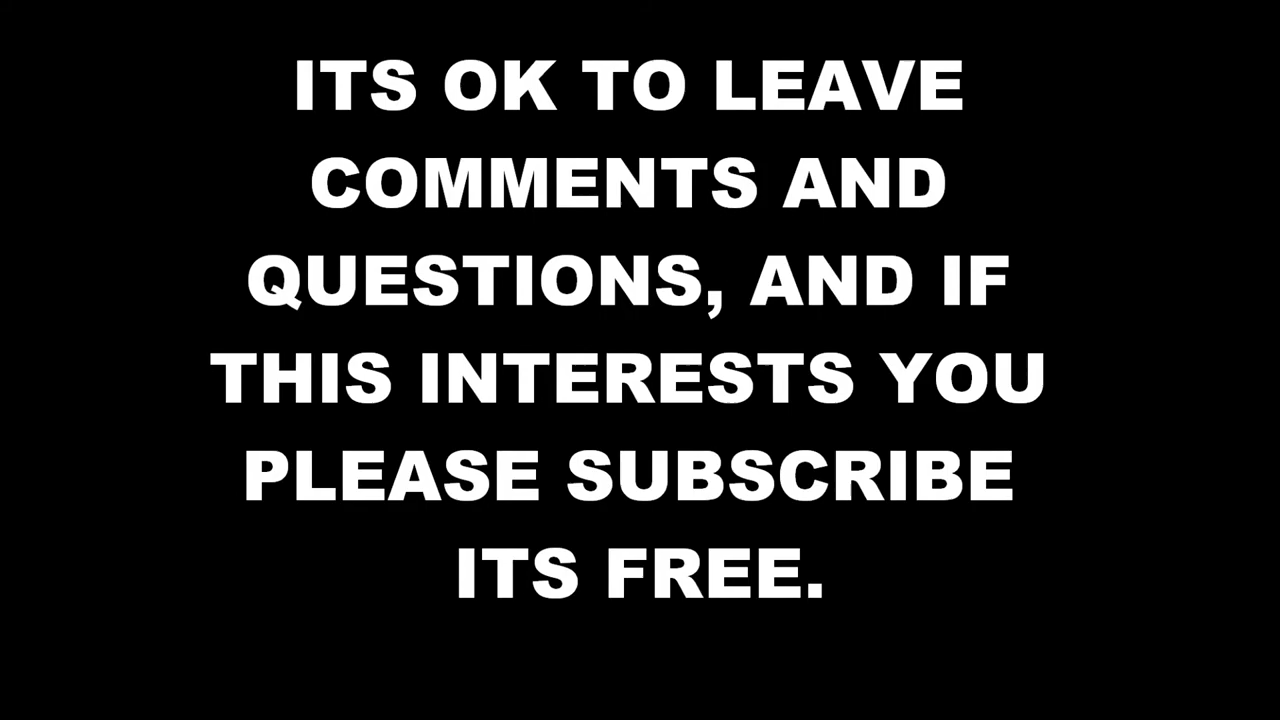 ITS OK TO LEAVE
COMMENTS AND
QUESTIONS, AND IF
THIS INTERESTS YOU
PLEASE SUBSCRIBE
ITS FREE.